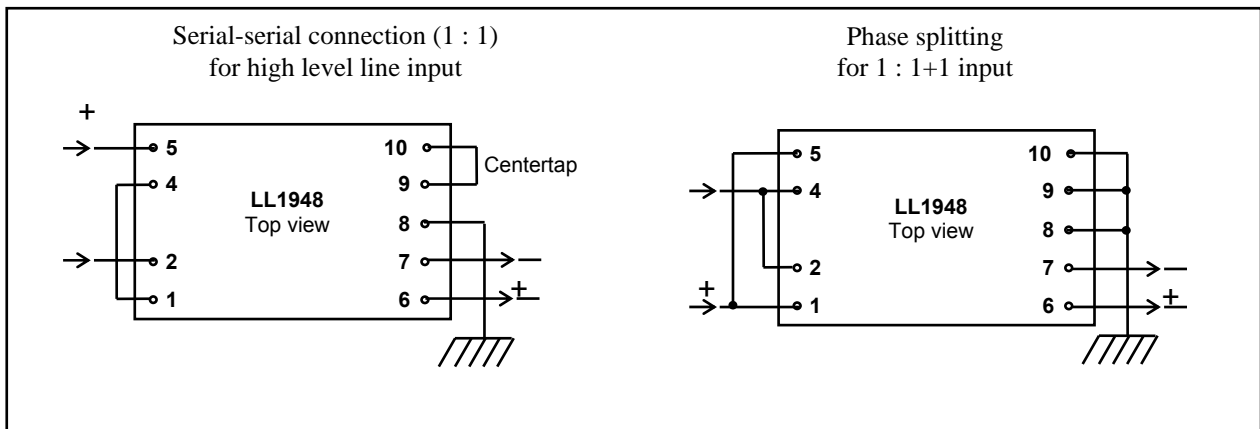 Serial-serial connection (1 : 1)
for high level line input
+
5
4
2
1
LL1948
Top view
10
9
8
7
6
Centertap
–
+
Phase splitting
for 1 : 1+1 input
+
5
4
2
1
LL1948
Top view
10
9
8
7
6
–
+